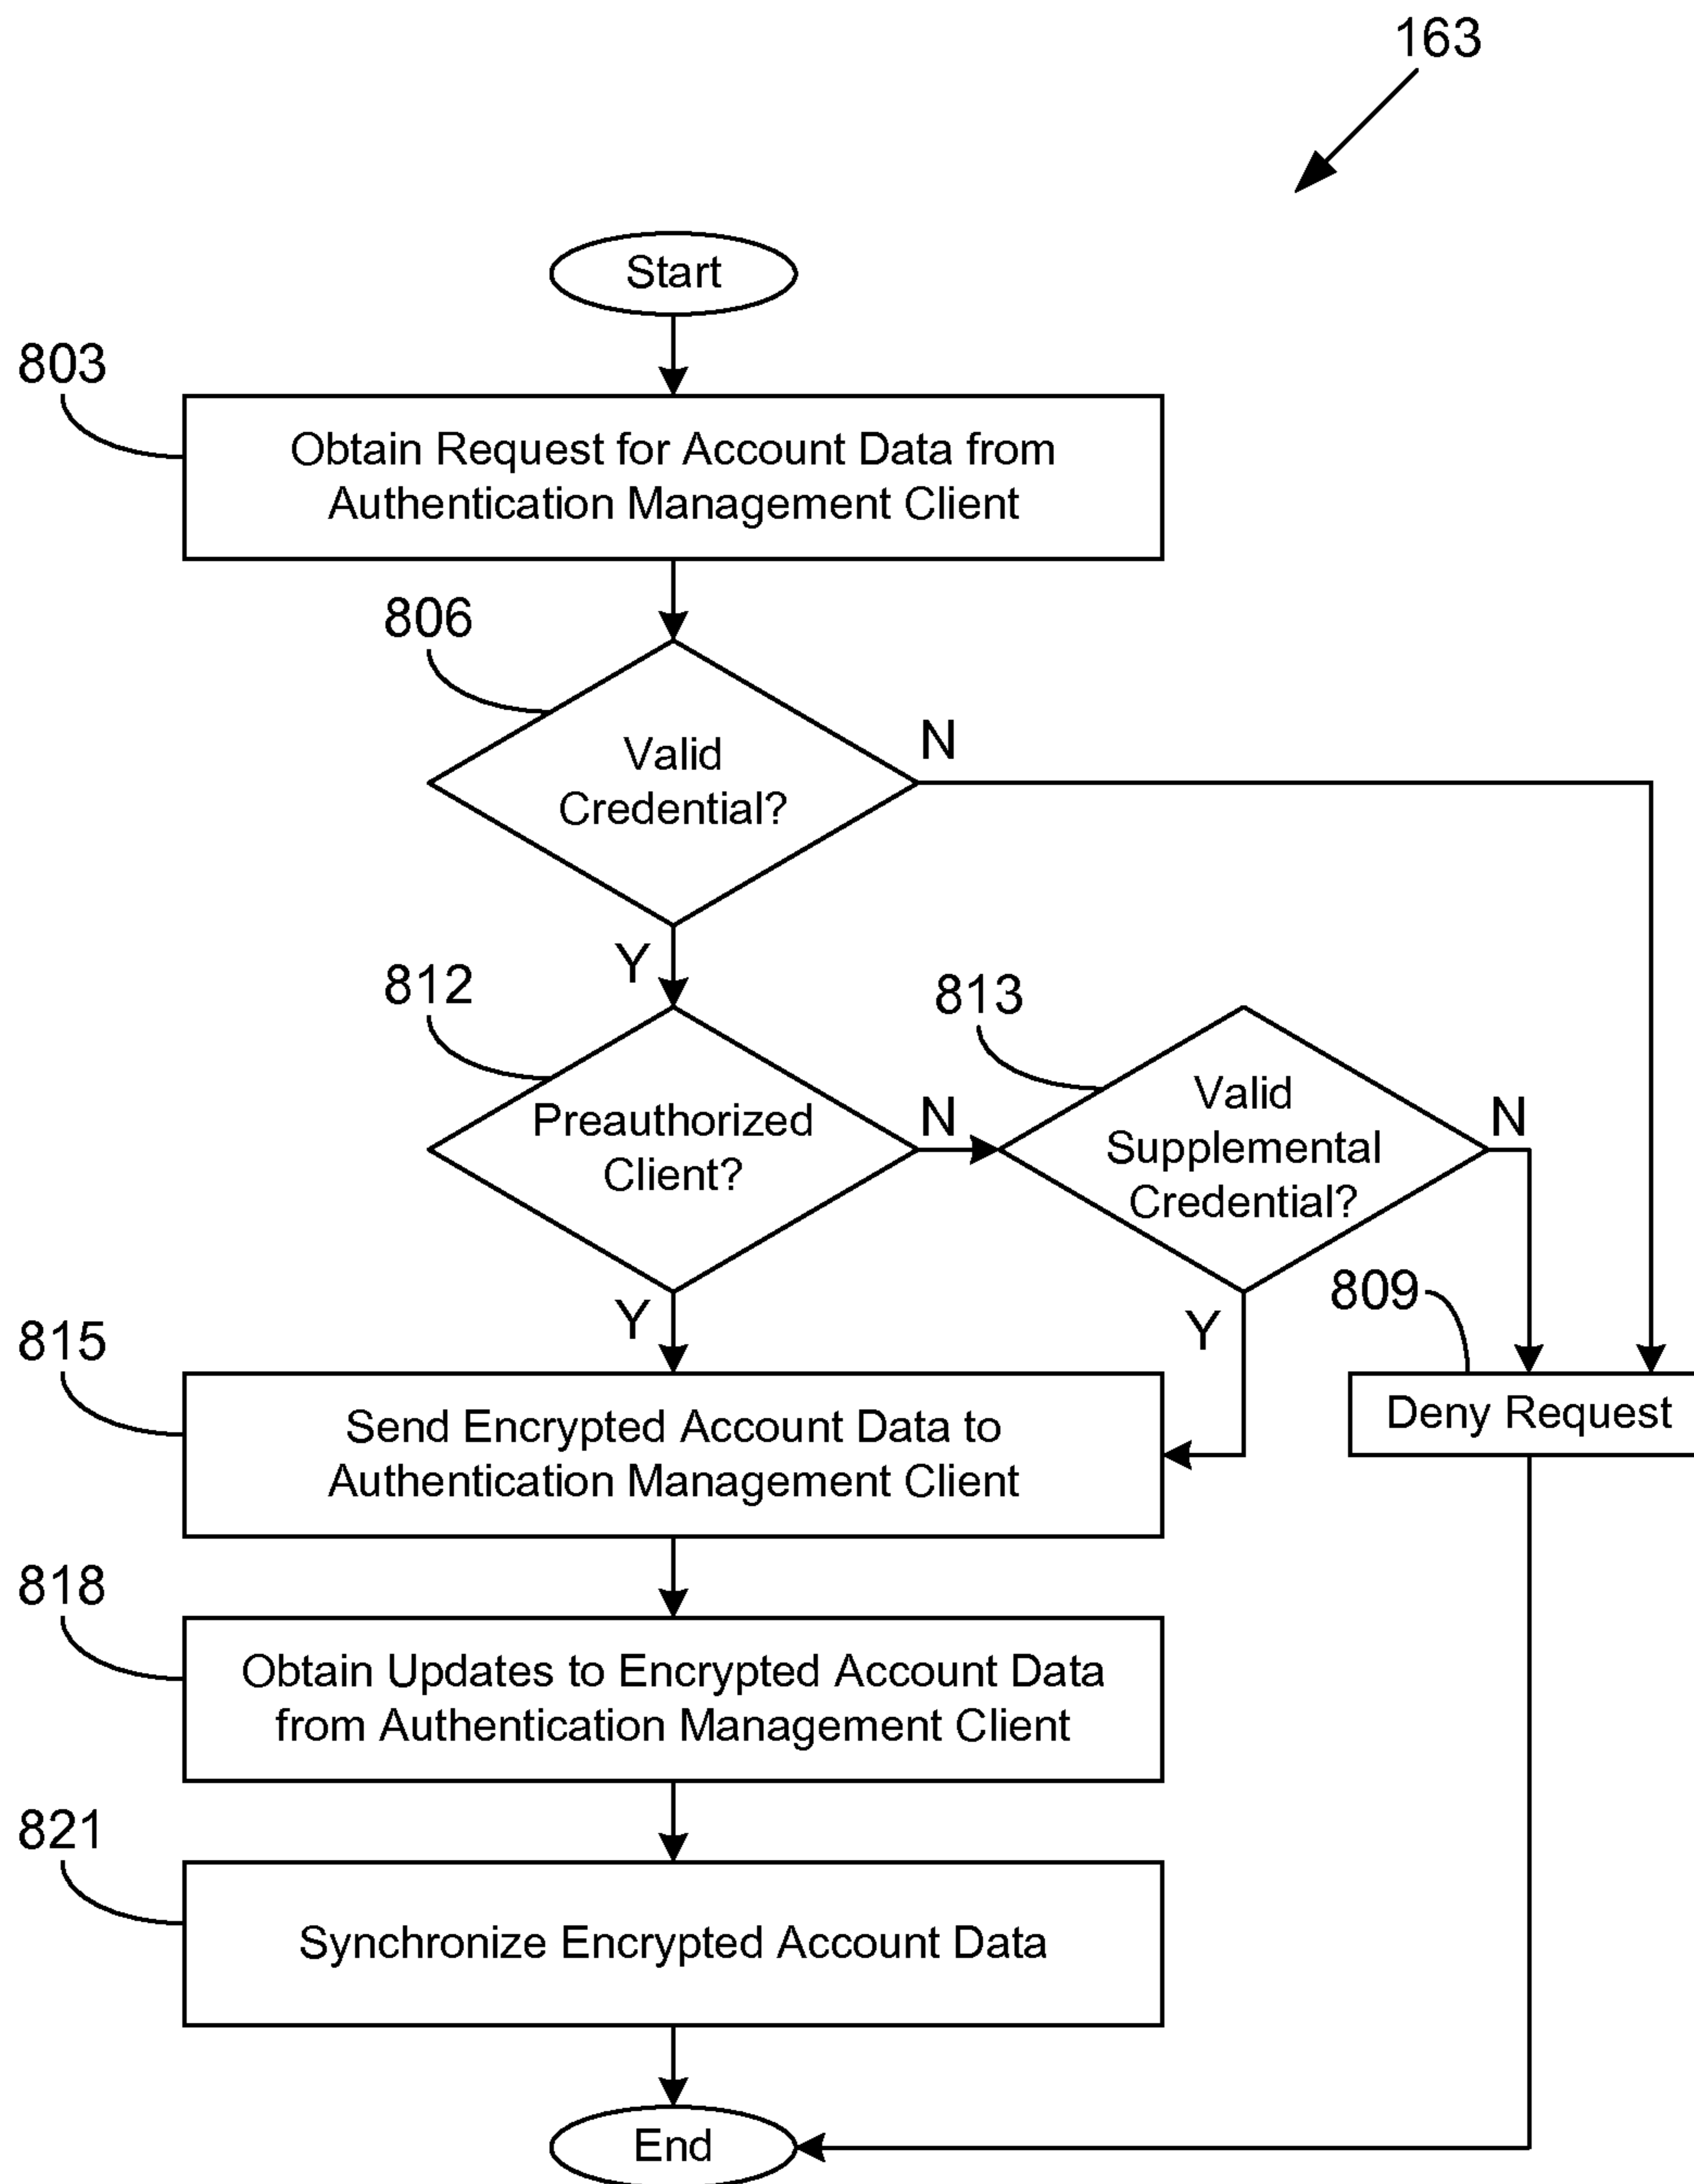 163
Start
803
Obtain Request for Account Data from
Authentication Management Client
806
Valid
Credential?
N
Y
812
Preauthorized
Client?
N
813
Valid
Supplemental
Credential?
N
Y
Y
809
Deny Request
815
Send Encrypted Account Data to
Authentication Management Client
818
Obtain Updates to Encrypted Account Data
from Authentication Management Client
821
Synchronize Encrypted Account Data
End